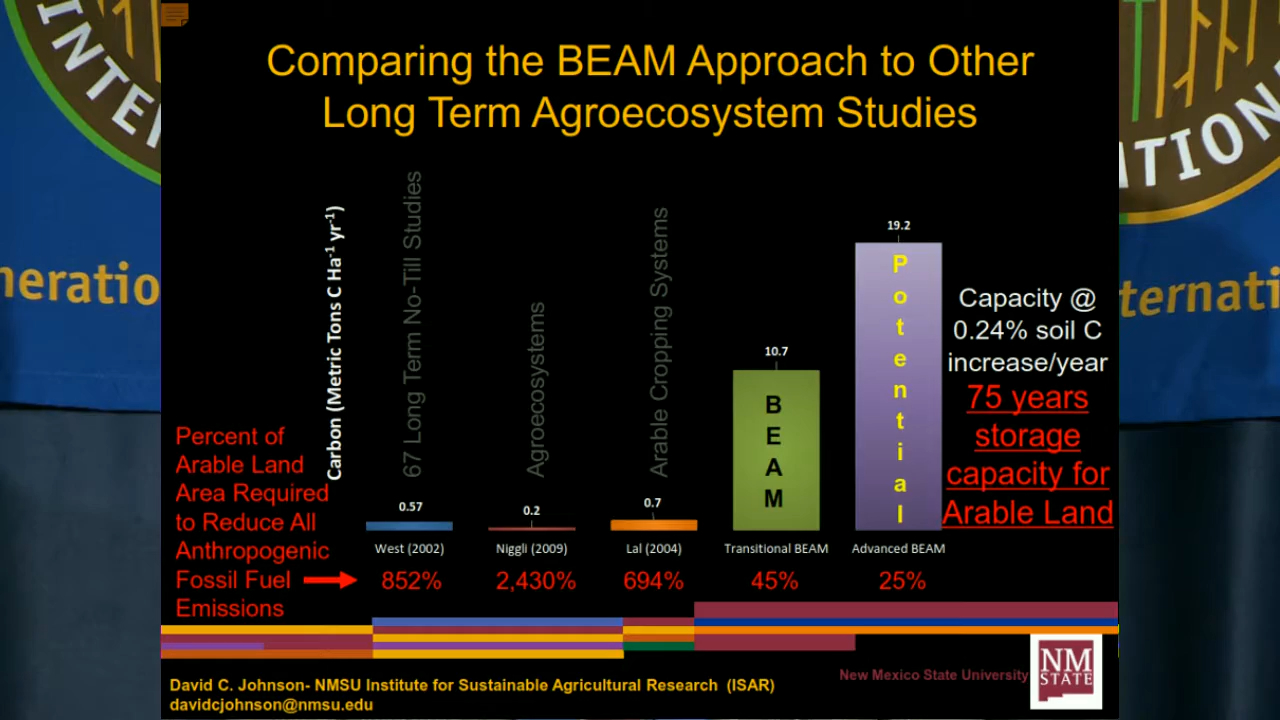 Comparing the BEAM Approach to Other
Long Term Agroecosystem Studies
INTE
TION
neratio
ternati
Carbon (Metric Tons C Ha-1 yr-1)
67 Long Term No-Till Studies
Agroecosystems
Arable Cropping Systems
0.57
0.2
0.7
10.7
19.2
BEAM
Potential
West (2002)
Niggli (2009)
Lal (2004)
Transitional BEAM
Advanced BEAM
Percent of
Arable Land
Area Required
to Reduce All
Anthropogenic
Fossil Fuel
Emissions
852%
2,430%
694%
45%
25%
Capacity @
0.24% soil C
increase/year
75 years
storage
capacity for
Arable Land
David C. Johnson- NMSU Institute for Sustainable Agricultural Research (ISAR)
davidcjohnson@nmsu.edu
New Mexico State University
NM
STATE